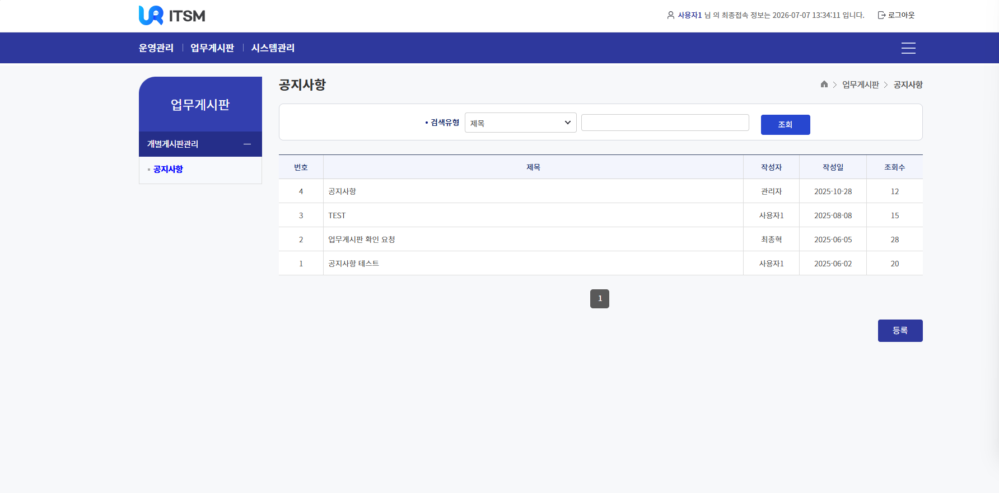 UR ITSM
사용자1 님 의 최종접속 정보는 2026-07-07 13:34:11 입니다. 로그아웃
운영관리 업무게시판 시스템관리
업무게시판
개별게시판관리
공지사항
공지사항
업무게시판 공지사항
검색유형 제목 조회
번호 제목 작성자 작성일 조회수
4 공지사항 관리자 2025-10-28 12
3 TEST 사용자1 2025-08-08 15
2 업무게시판 확인 요청 최종혁 2025-06-05 28
1 공지사항 테스트 사용자1 2025-06-02 20
1
등록